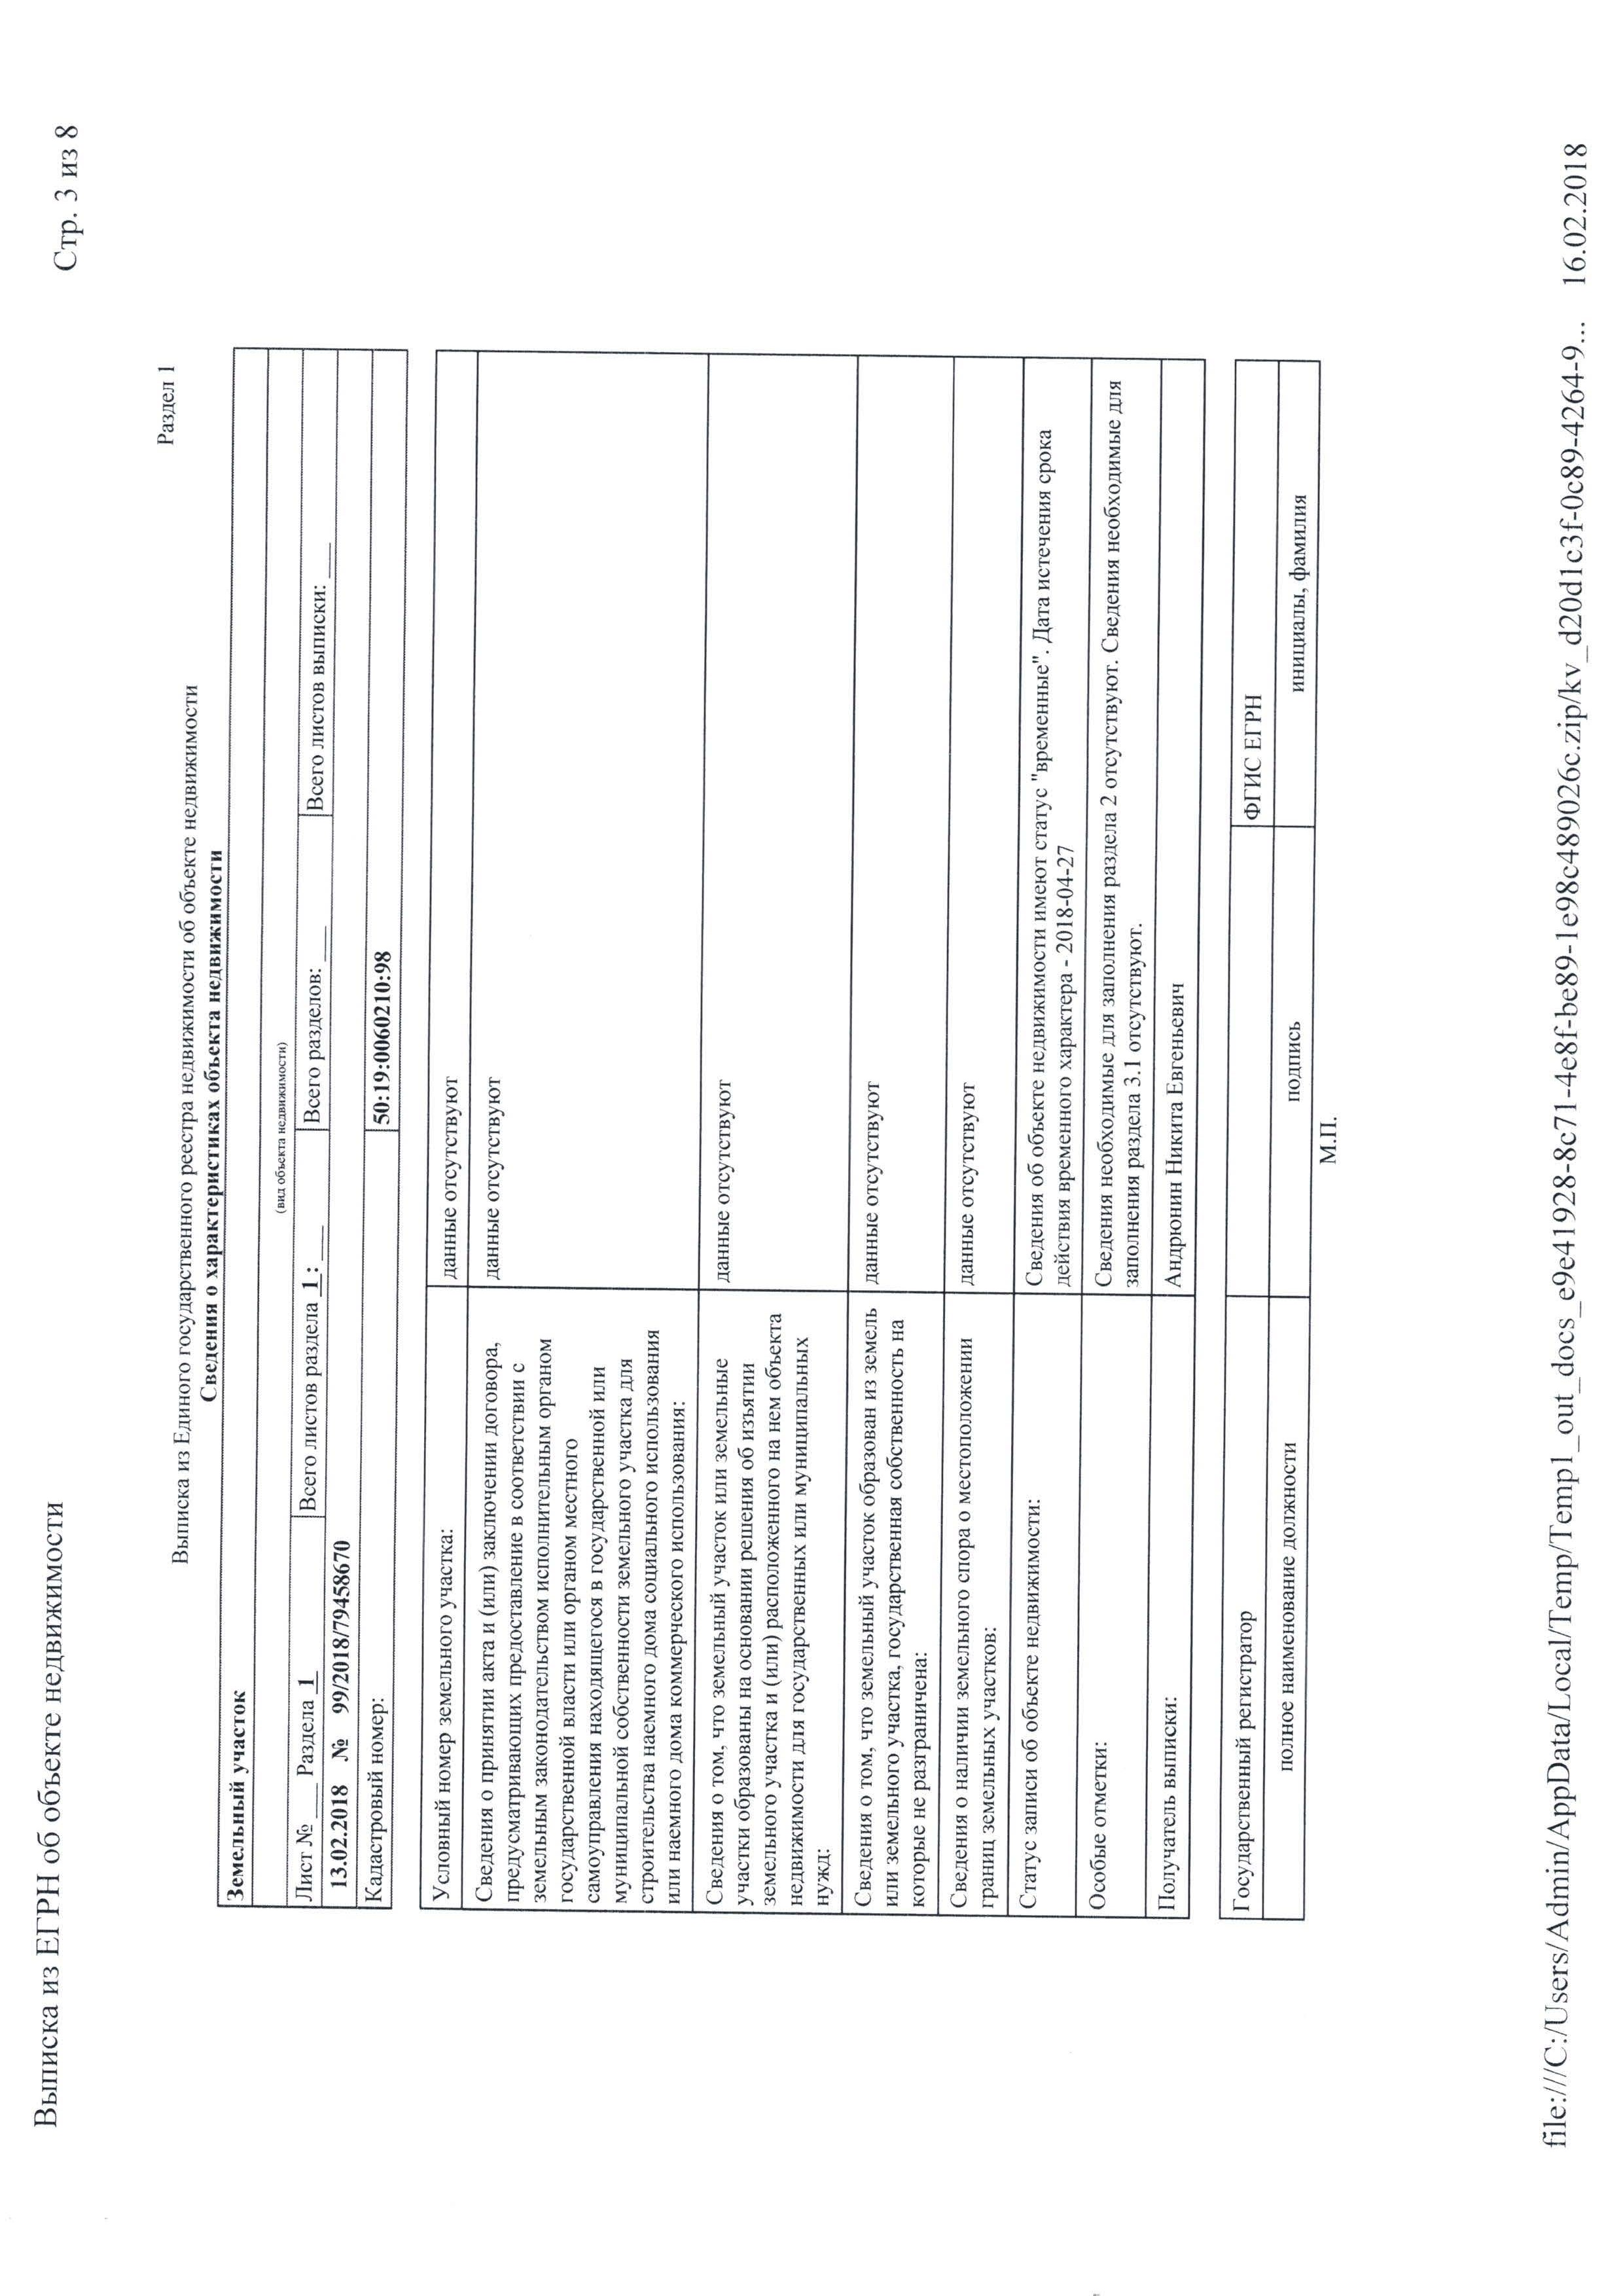 Выписка из ЕГРН об объекте недвижимости
Стр. 3 из 8
Раздел 1
Выписка из Единого государственного реестра недвижимости об объекте недвижимости
Сведения о характеристиках объекта недвижимости
Земельный участок
(вид объекта недвижимости)
Лист № ___ Раздела 1
Всего листов раздела 1 : ___
Всего разделов: ___
Всего листов выписки: ___
13.02.2018 № 99/2018/79458670
Кадастровый номер:
50:19:0060210:98
Условный номер земельного участка:
данные отсутствуют
Сведения о принятии акта и (или) заключении договора,
предусматривающих предоставление в соответствии с
земельным законодательством исполнительным органом
государственной власти или органом местного
самоуправления находящегося в государственной или
муниципальной собственности земельного участка для
строительства наемного дома социального использования
или наемного дома коммерческого использования:
данные отсутствуют
Сведения о том, что земельный участок или земельные
участки образованы на основании решения об изъятии
земельного участка и (или) расположенного на нем объекта
недвижимости для государственных или муниципальных
нужд:
данные отсутствуют
Сведения о том, что земельный участок образован из земель
или земельного участка, государственная собственность на
которые не разграничена:
данные отсутствуют
Сведения о наличии земельного спора о местоположении
границ земельных участков:
данные отсутствуют
Статус записи об объекте недвижимости:
Сведения об объекте недвижимости имеют статус "временные". Дата истечения срока
действия временного характера - 2018-04-27
Особые отметки:
Сведения необходимые для заполнения раздела 2 отсутствуют. Сведения необходимые для
заполнения раздела 3.1 отсутствуют.
Получатель выписки:
Андрюнин Никита Евгеньевич
Государственный регистратор
ФГИС ЕГРН
полное наименование должности
подпись
инициалы, фамилия
М.П.
file:///C:/Users/Admin/AppData/Local/Temp/Temp1_out_docs_e9e41928-8c71-4e8f-be89-1e98c489026c.zip/kv_d20d1c3f-0c89-4264-9...
16.02.2018